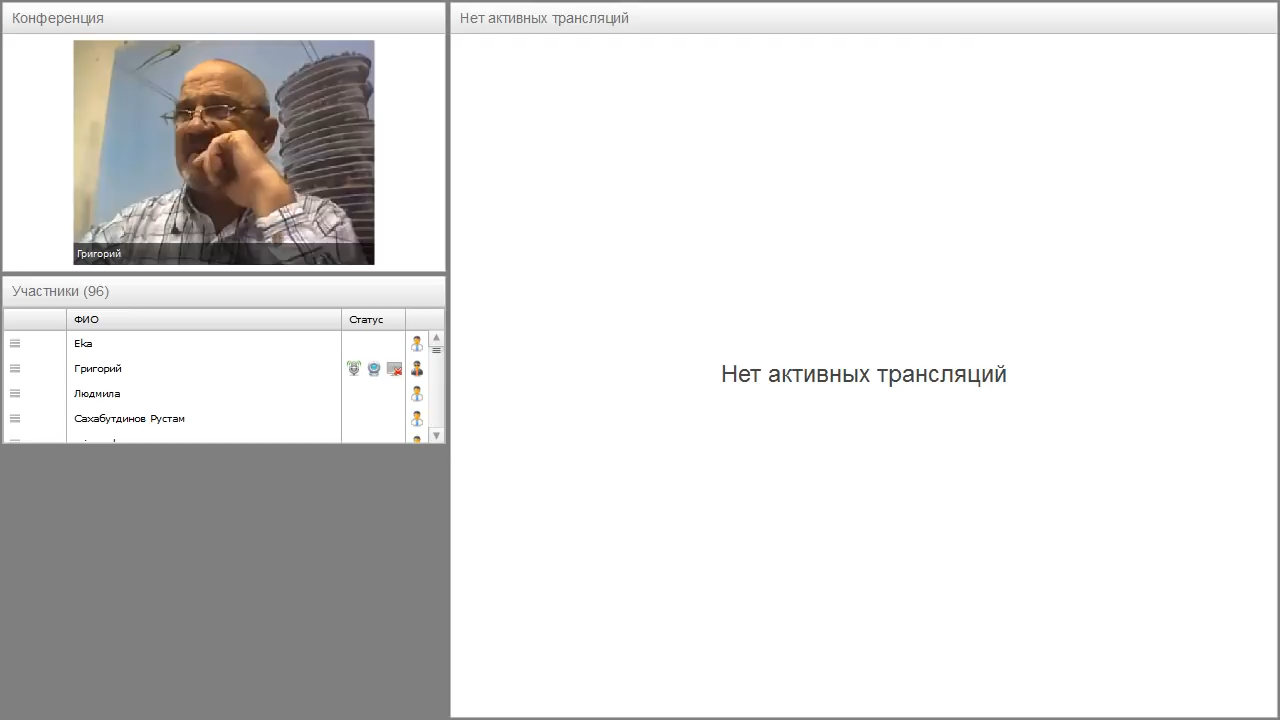 Конференция
Григорий
Участники (96)
ФИО Статус
Eka
Григорий
Людмила
Сахабутдинов Рустам
Нет активных трансляций
Нет активных трансляций